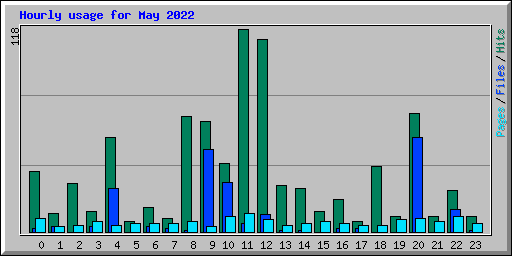 Hourly usage for May 2022
118
Pages/Files/Hits
0 1 2 3 4 5 6 7 8 9 10 11 12 13 14 15 16 17 18 19 20 21 22 23